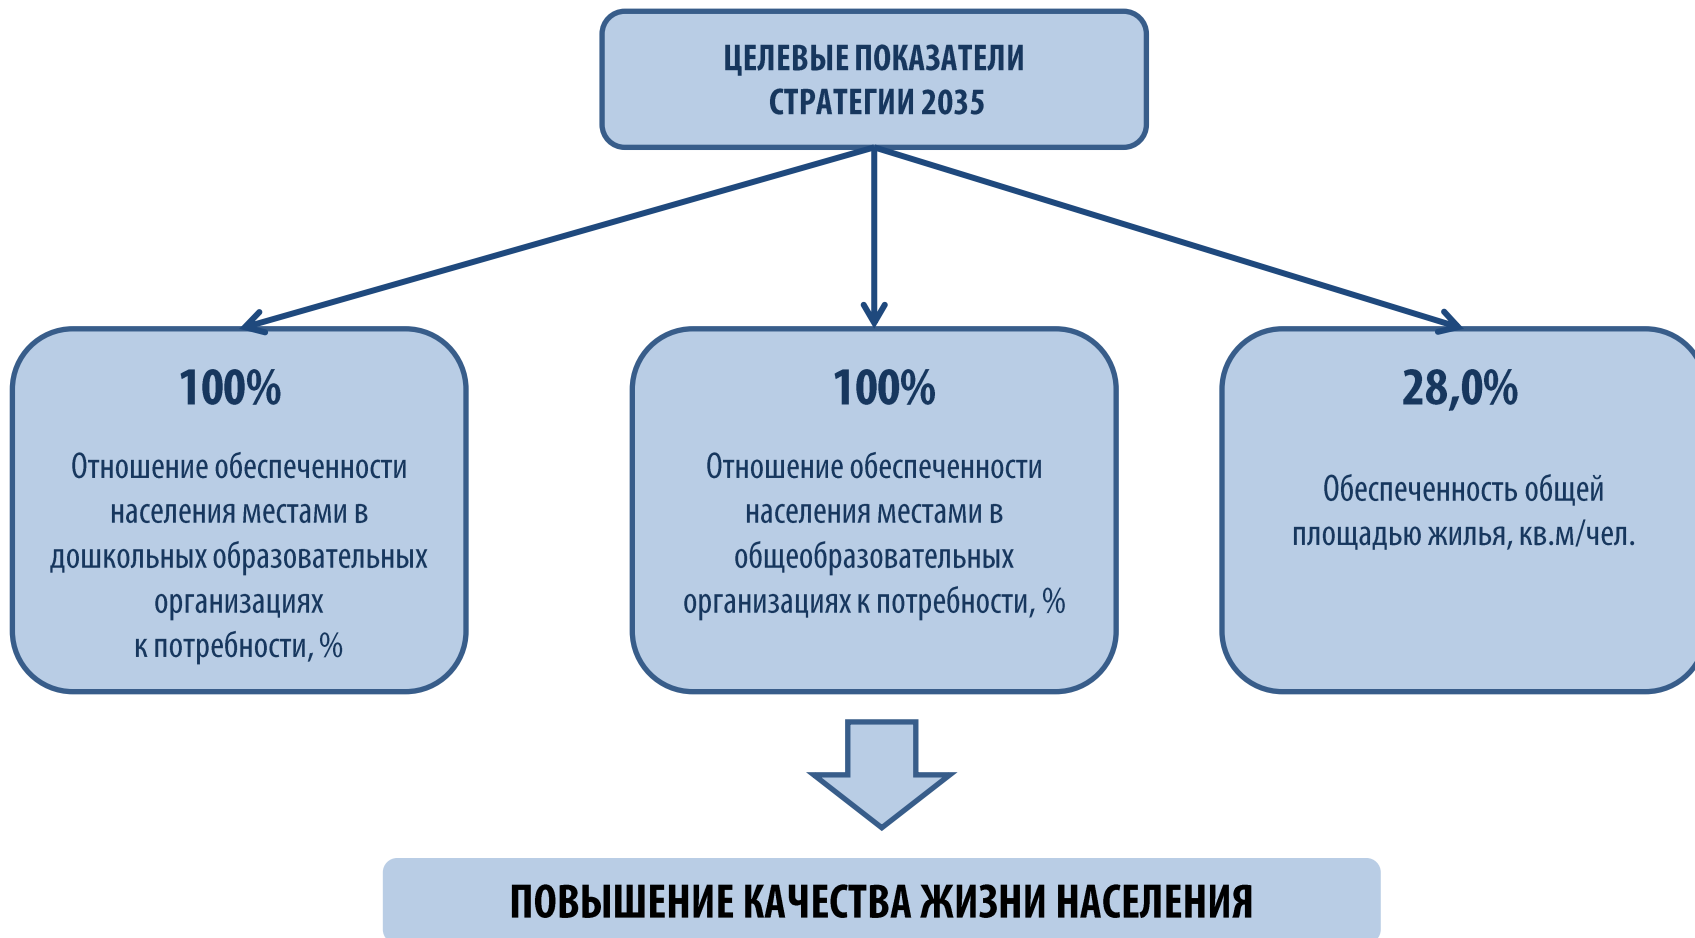 ЦЕЛЕВЫЕ ПОКАЗАТЕЛИ
СТРАТЕГИИ 2035
100%
Отношение обеспеченности
населения местами в
дошкольных образовательных
организациях
к потребности, %
100%
Отношение обеспеченности
населения местами в
общеобразовательных
организациях к потребности, %
28,0%
Обеспеченность общей
площадью жилья, кв.м/чел.
ПОВЫШЕНИЕ КАЧЕСТВА ЖИЗНИ НАСЕЛЕНИЯ